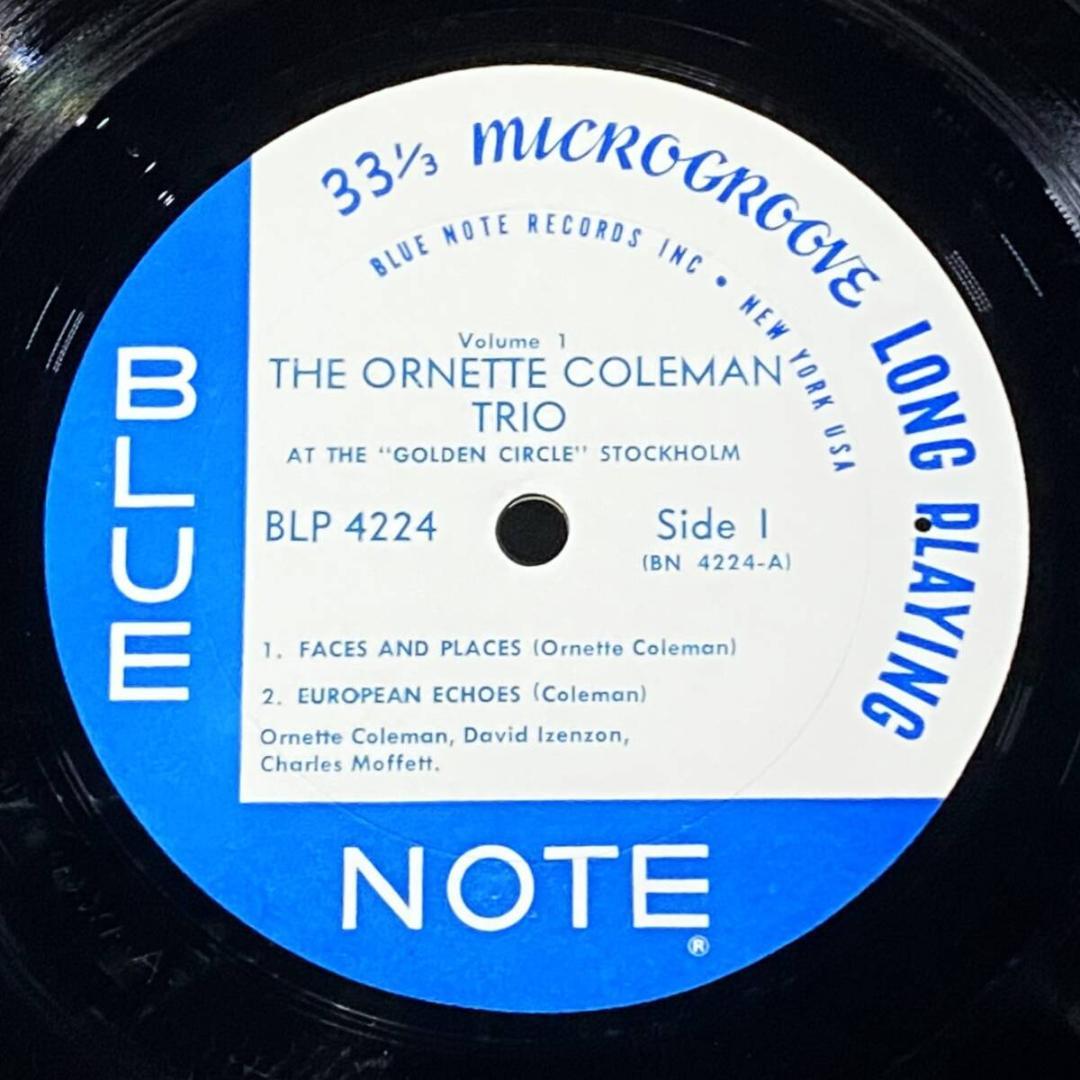 33⅓ MICROGROOVE LONG PLAYING
BLUE NOTE RECORDS INC • NEW YORK USA
Volume 1
THE ORNETTE COLEMAN
TRIO
AT THE "GOLDEN CIRCLE" STOCKHOLM
BLP 4224
Side 1
(BN 4224-A)
1. FACES AND PLACES (Ornette Coleman)
2. EUROPEAN ECHOES (Coleman)
Ornette Coleman, David Izenzon,
Charles Moffett.
BLUE
NOTE
®